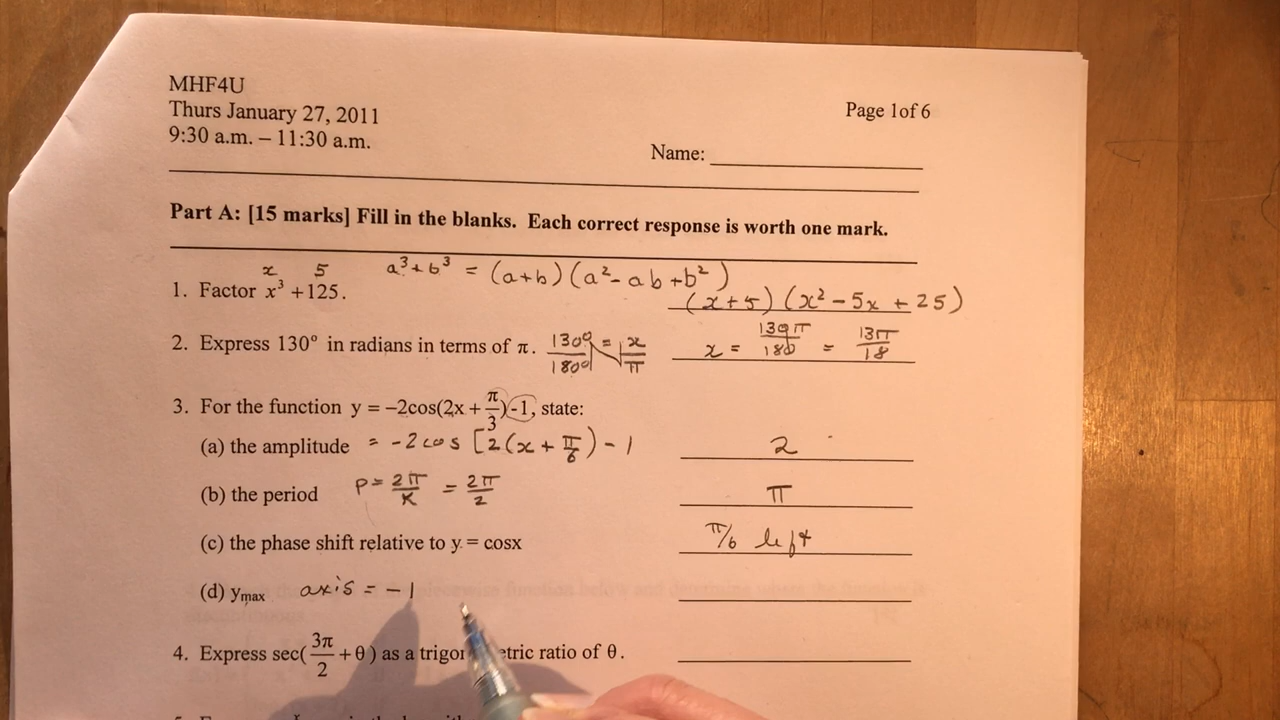 MHF4U
Thurs January 27, 2011
Page 1of 6
9:30 a.m. – 11:30 a.m.
Name:
Part A: [15 marks] Fill in the blanks. Each correct response is worth one mark.
x 5 a³+b³ = (a+b)(a²-ab+b²)
1. Factor x³ +125. (x+5)(x²-5x+25)
2. Express 130° in radians in terms of π. 130°/180° = x/π x = 130π/180 = 13π/18
3. For the function y = –2cos(2x + π/3)-1, state:
(a) the amplitude = -2cos[2(x + π/6) - 1 2
(b) the period P = 2π/K = 2π/2 π
(c) the phase shift relative to y = cosx π/6 left
(d) ymax axis = -1
4. Express sec(3π/2 + θ) as a etric ratio of θ.